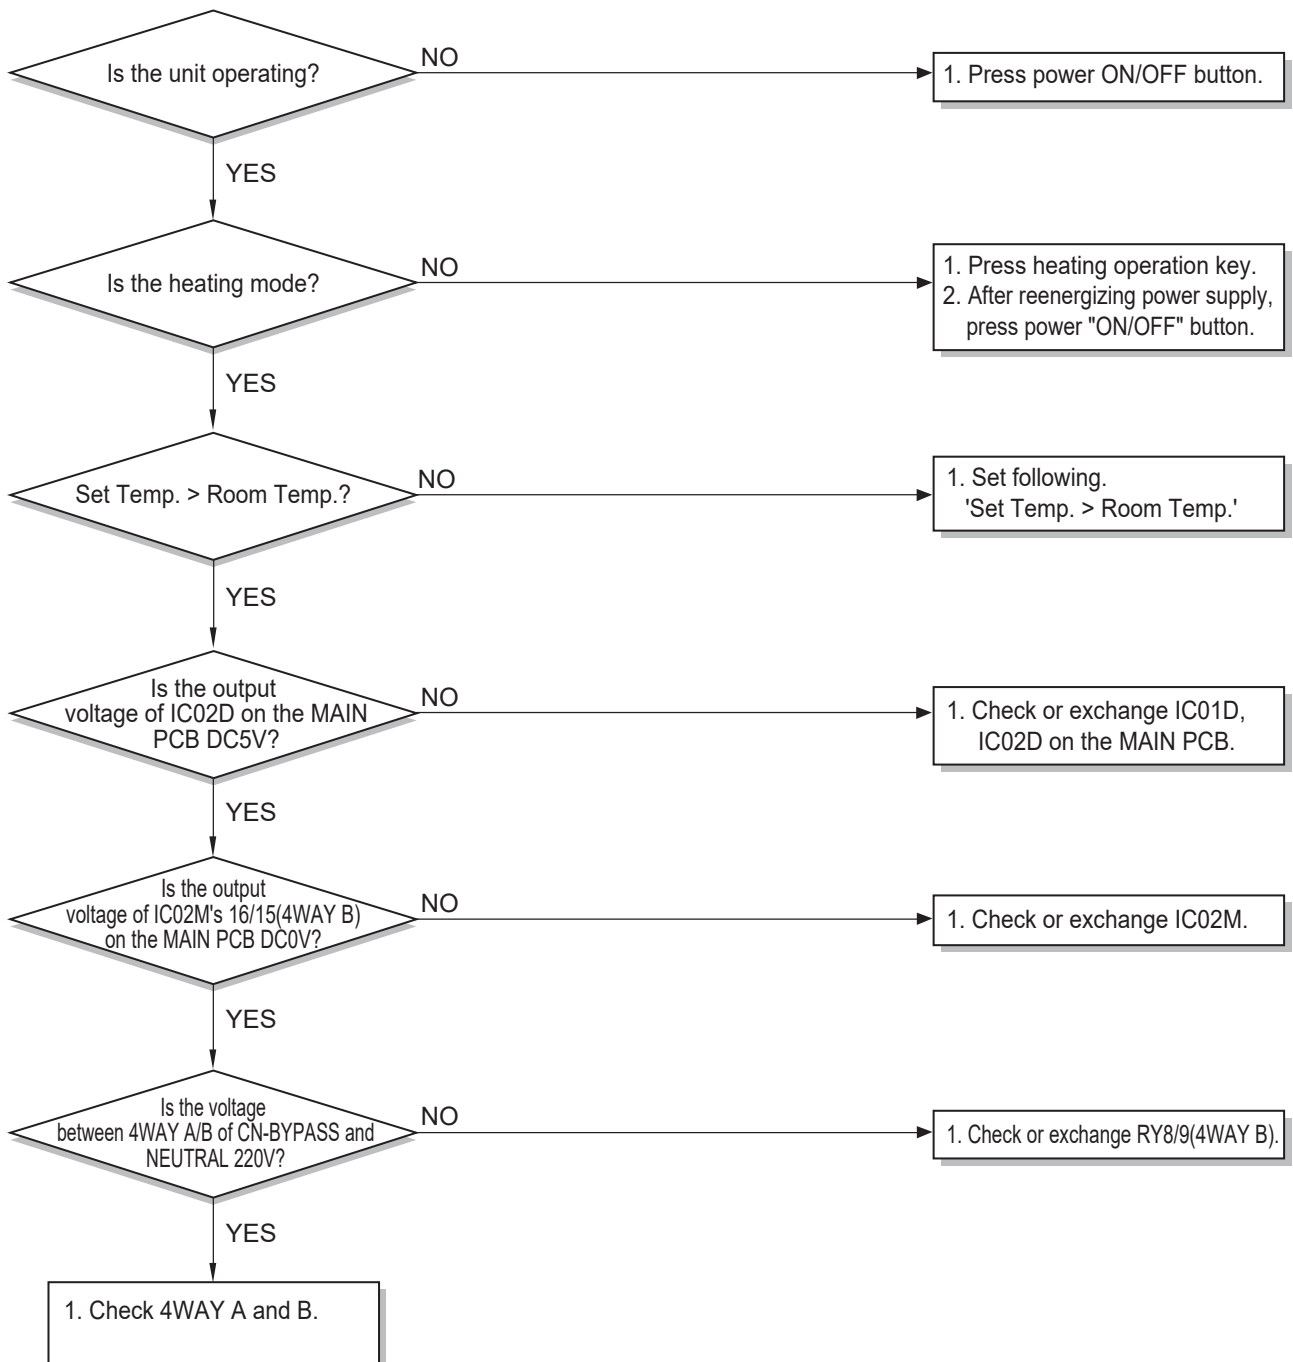 Is the unit operating?
NO
1. Press power ON/OFF button.
YES
Is the heating mode?
NO
1. Press heating operation key.
2. After reenergizing power supply,
press power "ON/OFF" button.
YES
Set Temp. > Room Temp.?
NO
1. Set following.
'Set Temp. > Room Temp.'
YES
Is the output
voltage of IC02D on the MAIN
PCB DC5V?
NO
1. Check or exchange IC01D,
IC02D on the MAIN PCB.
YES
Is the output
voltage of IC02M's 16/15(4WAY B)
on the MAIN PCB DC0V?
NO
1. Check or exchange IC02M.
YES
Is the voltage
between 4WAY A/B of CN-BYPASS and
NEUTRAL 220V?
NO
1. Check or exchange RY8/9(4WAY B).
YES
1. Check 4WAY A and B.